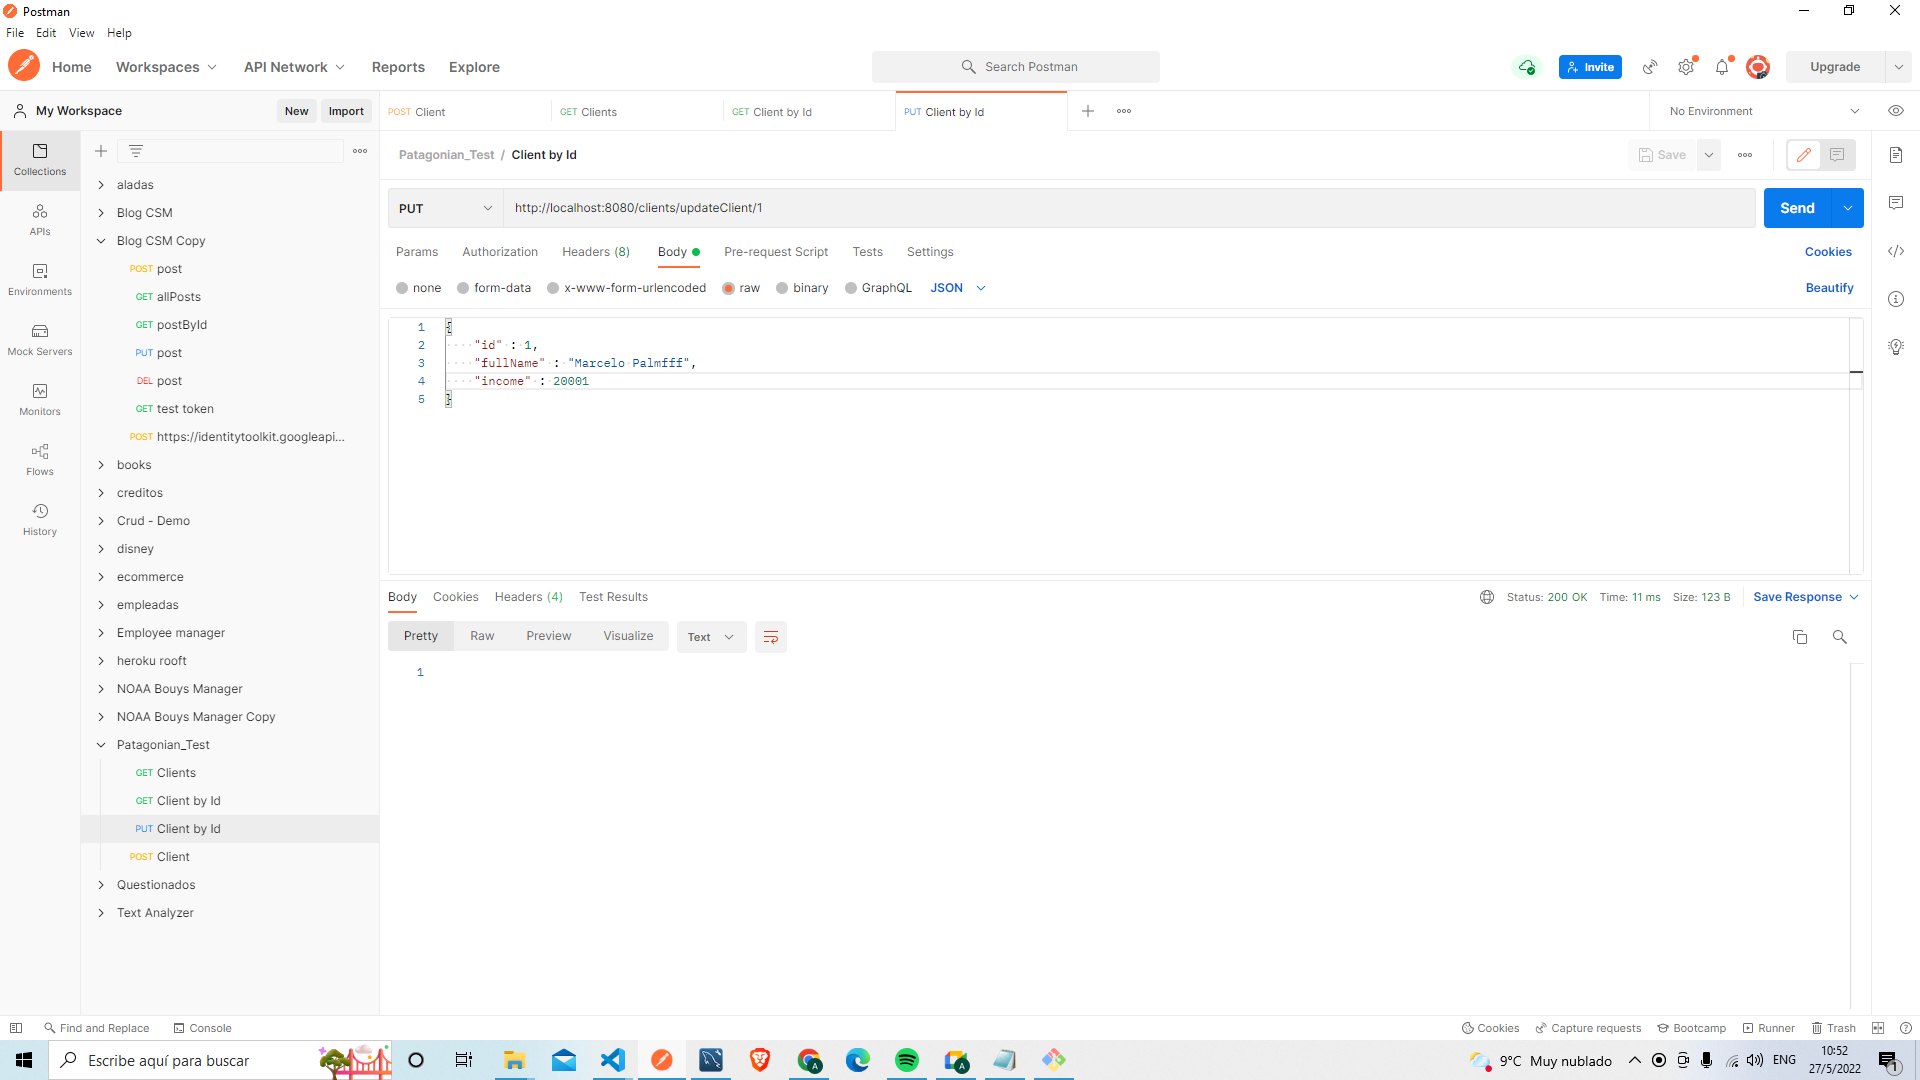 Postman
File Edit View Help
Home Workspaces API Network Reports Explore Search Postman Invite Upgrade
My Workspace New Import POST Client GET Clients GET Client by Id PUT Client by Id No Environment
Collections
APIs
Environments
Mock Servers
Monitors
Flows
History
aladas
Blog CSM
Blog CSM Copy
POST post
GET allPosts
GET postById
PUT post
DEL post
GET test token
POST https://identitytoolkit.googleapi...
books
creditos
Crud - Demo
disney
ecommerce
empleadas
Employee manager
heroku rooft
NOAA Bouys Manager
NOAA Bouys Manager Copy
Patagonian_Test
GET Clients
GET Client by Id
PUT Client by Id
POST Client
Questionados
Text Analyzer
Patagonian_Test / Client by Id Save
PUT http://localhost:8080/clients/updateClient/1 Send
Params Authorization Headers (8) Body Pre-request Script Tests Settings Cookies
none form-data x-www-form-urlencoded raw binary GraphQL JSON Beautify
1 {
2 "id" : 1,
3 "fullName" : "Marcelo Palmfff",
4 "income" : 20001
5 }
Body Cookies Headers (4) Test Results Status: 200 OK Time: 11 ms Size: 123 B Save Response
Pretty Raw Preview Visualize Text
1
Find and Replace Console Cookies Capture requests Bootcamp Runner Trash
Escribe aquí para buscar 9°C Muy nublado ENG 10:52
27/5/2022 1